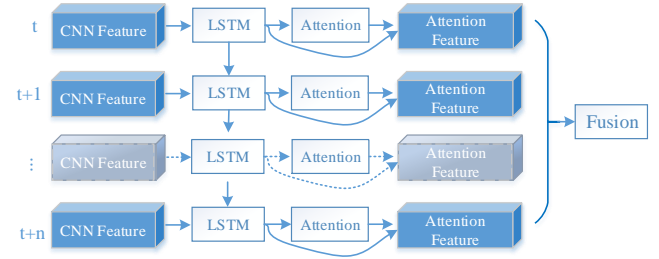 t
CNN Feature
LSTM
Attention
Attention
Feature
t+1
CNN Feature
LSTM
Attention
Attention
Feature
⋮
CNN Feature
LSTM
Attention
Attention
Feature
t+n
CNN Feature
LSTM
Attention
Attention
Feature
Fusion